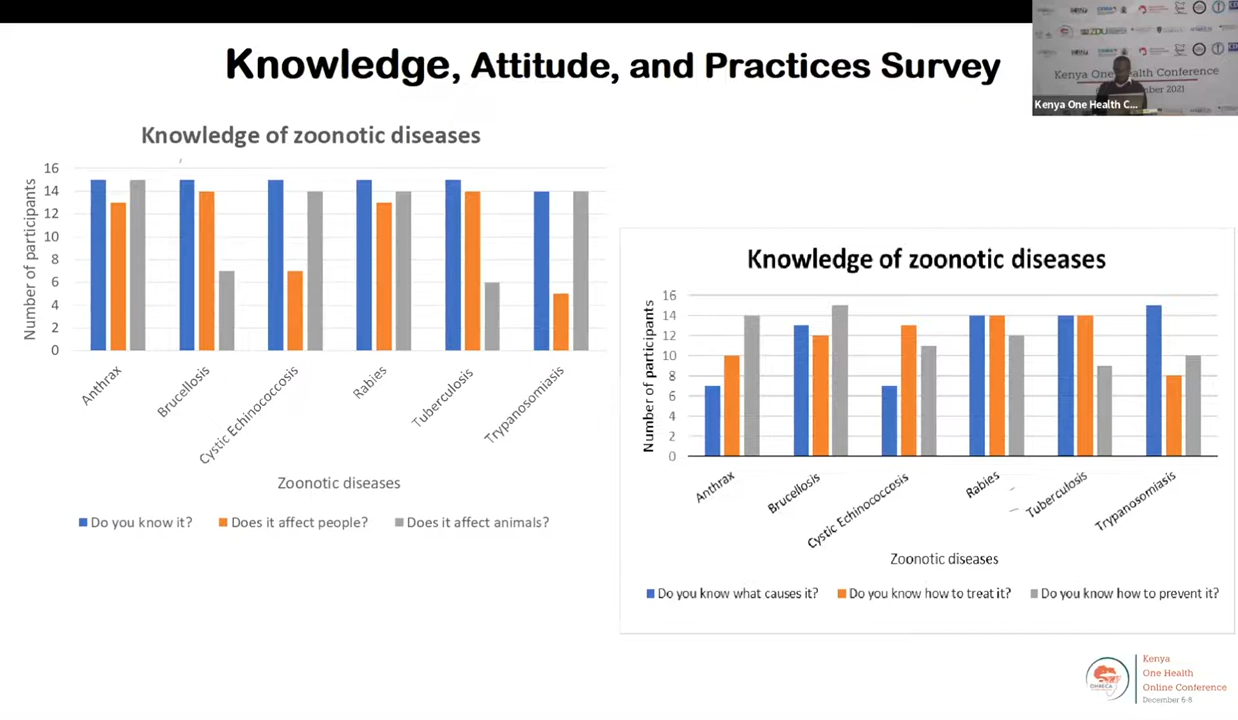 Knowledge, Attitude, and Practices Survey
Kenya One Health Conference
Kenya One Health C...
Knowledge of zoonotic diseases
Number of participants
16
14
12
10
8
6
4
2
0
Anthrax
Brucellosis
Cystic Echinococcosis
Rabies
Tuberculosis
Trypanosomiasis
Zoonotic diseases
Do you know it?
Does it affect people?
Does it affect animals?
Knowledge of zoonotic diseases
Number of participants
16
14
12
10
8
6
4
2
0
Anthrax
Brucellosis
Cystic Echinococcosis
Rabies
Tuberculosis
Trypanosomiasis
Zoonotic diseases
Do you know what causes it?
Do you know how to treat it?
Do you know how to prevent it?
OHRECA
Kenya
One Health
Online Conference
December 6-8